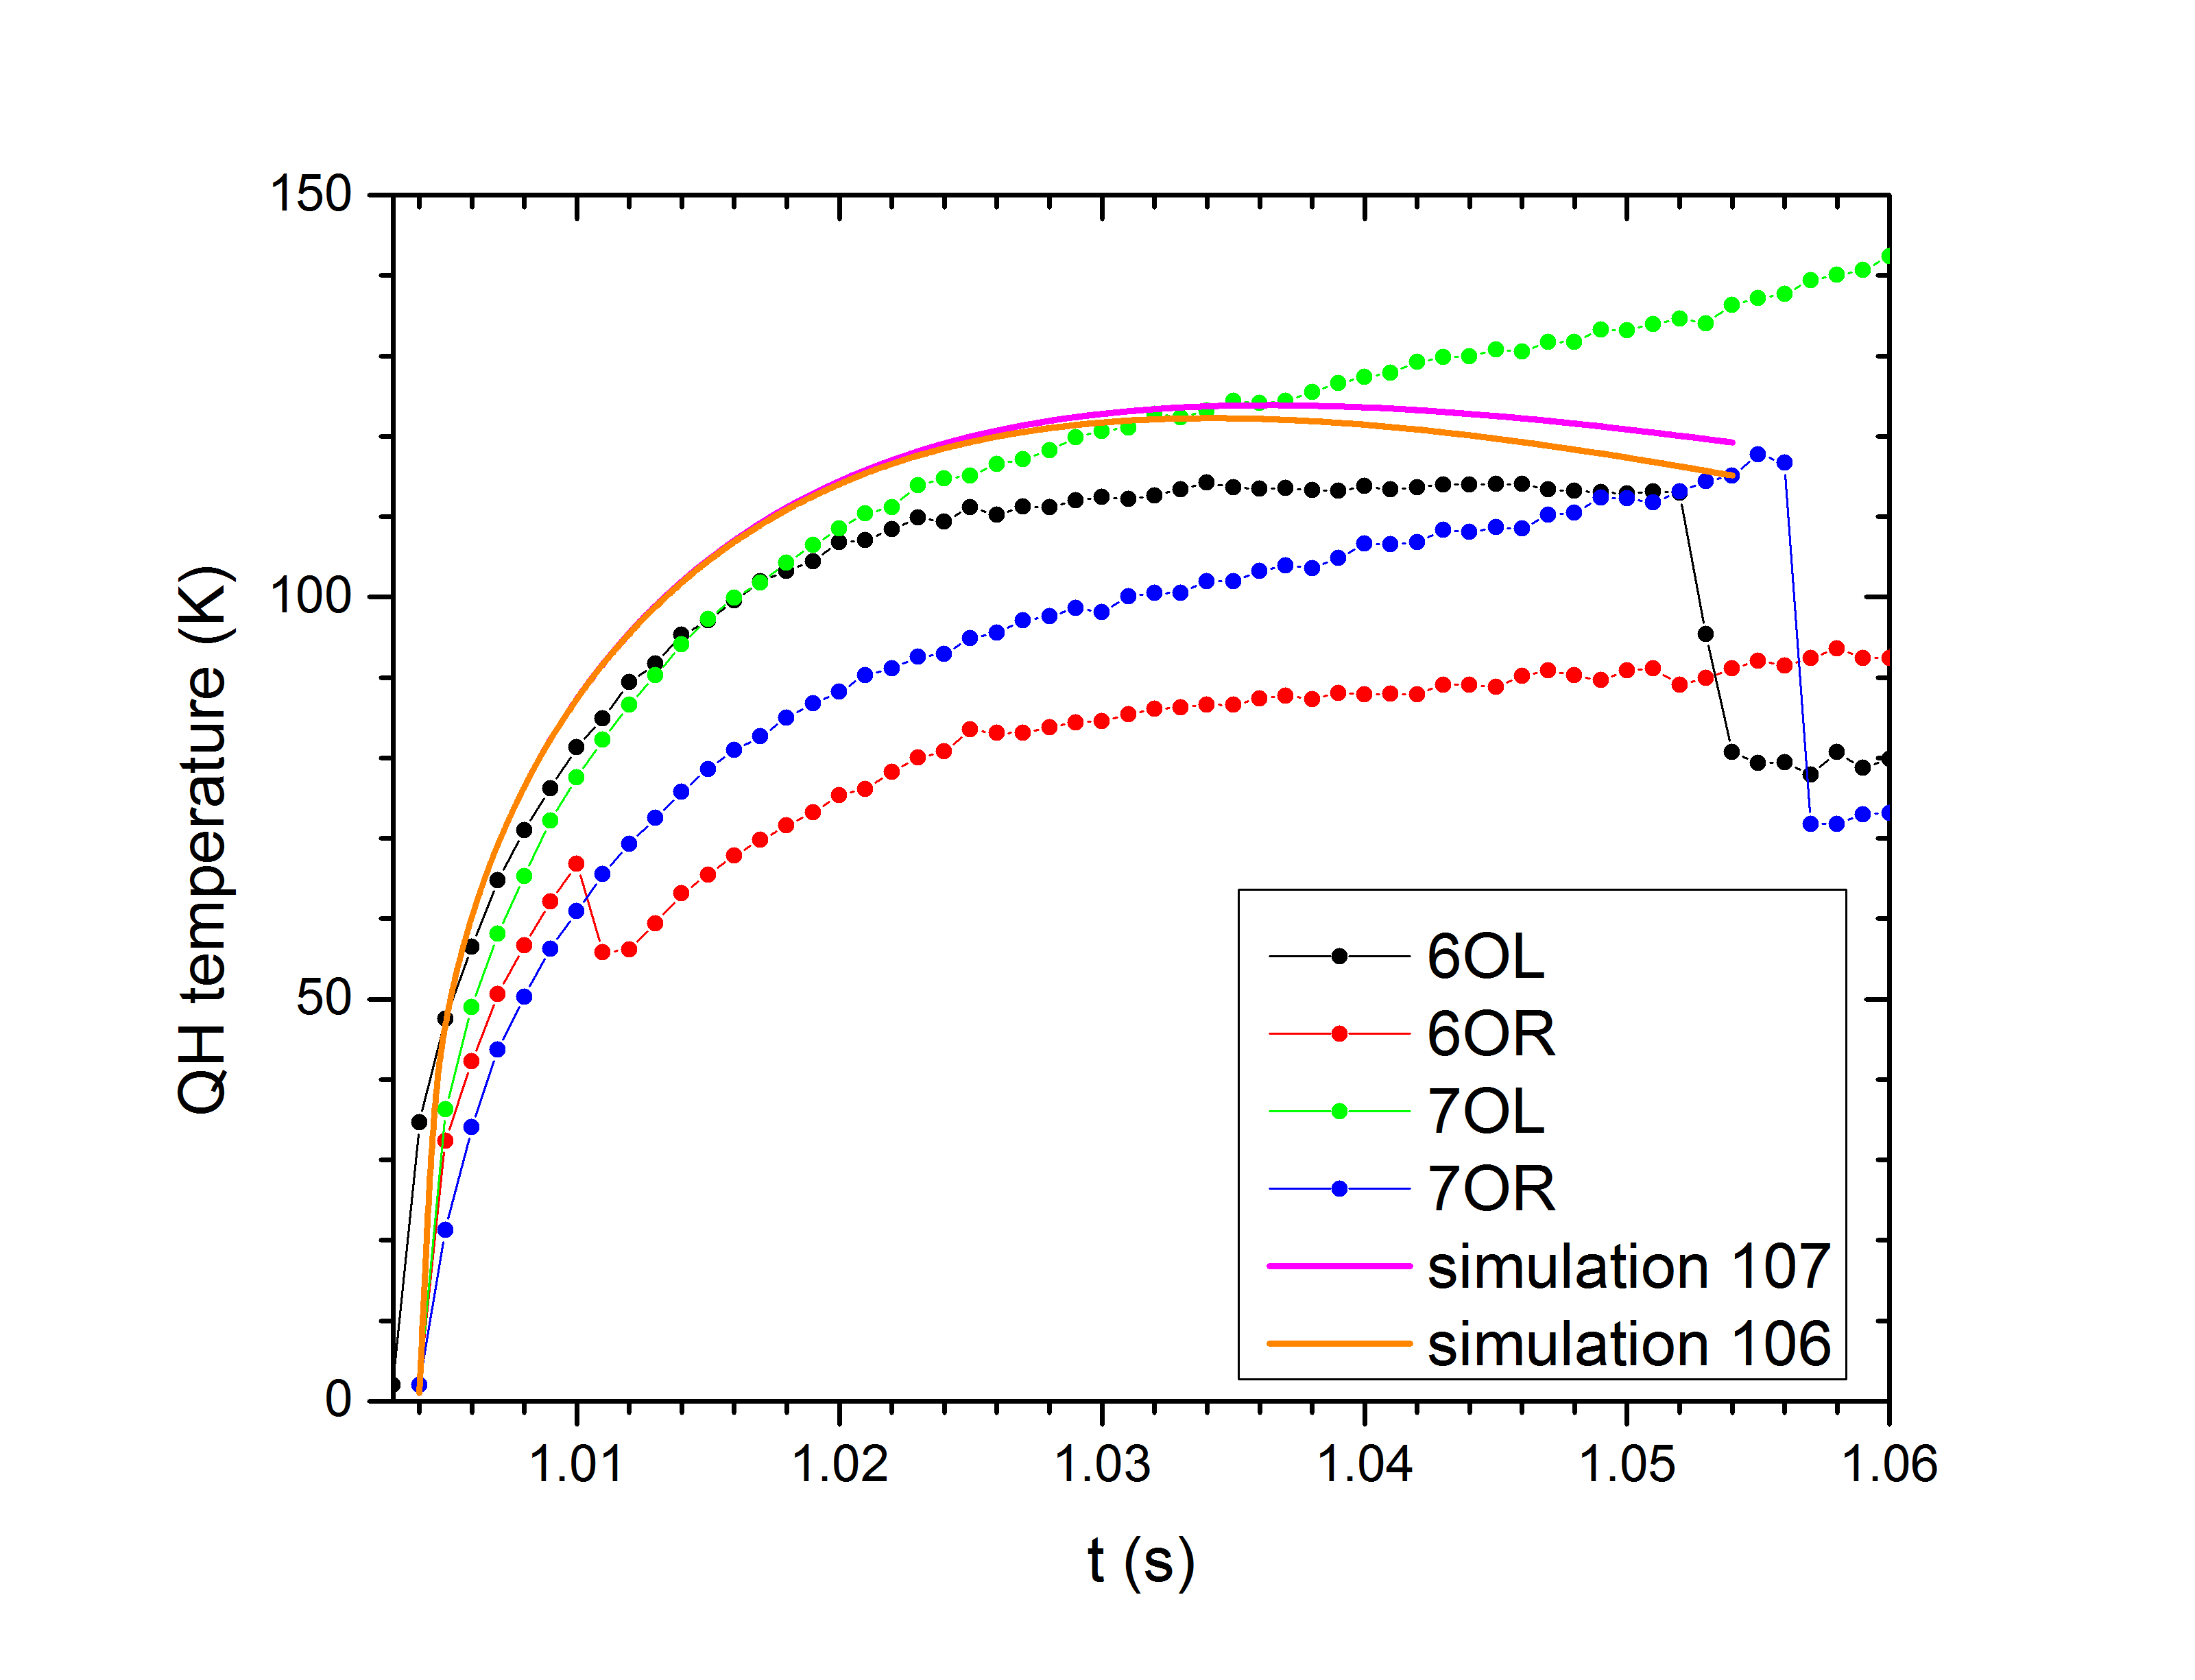 150
100
50
0
QH temperature (K)
1.01 1.02 1.03 1.04 1.05 1.06
t (s)
6OL
6OR
7OL
7OR
simulation 107
simulation 106